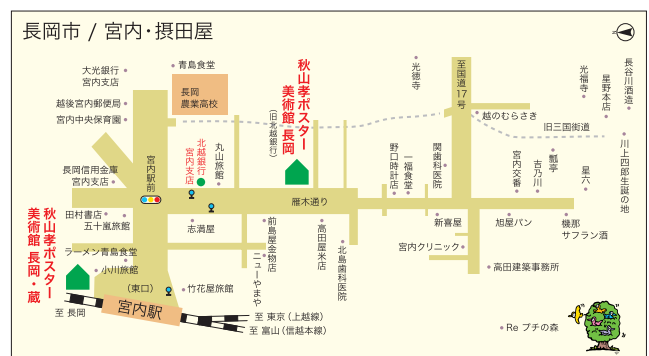 長岡市 / 宮内・摂田屋
大光銀行
宮内支店
青島食堂
長岡
農業高校
越後宮内郵便局
宮内中央保育園
宮内駅前
北越銀行
宮内支店
丸山旅館
(旧北越銀行)
秋山孝ポスター
美術館 長岡
光徳寺
至国道17号
越のむらさき
光福寺
星野本店
長谷川酒造
旧三国街道
川上四郎生誕の地
長岡信用金庫
宮内支店
野口時計店
一福食堂
関歯科医院
宮内交番
吉乃川
瓢亭
星六
雁木通り
秋山孝ポスター
美術館 長岡・蔵
田村書店
五十嵐旅館
志満屋
前島屋金物店
ニューやまや
高田屋米店
北島歯科医院
新喜屋
旭屋パン
機那
サフラン酒
宮内クリニック
高田建築事務所
ラーメン青島食堂
小川旅館
(東口)
竹花屋旅館
宮内駅
至 長岡
至 東京(上越線)
至 富山(信越本線)
Re プチの森